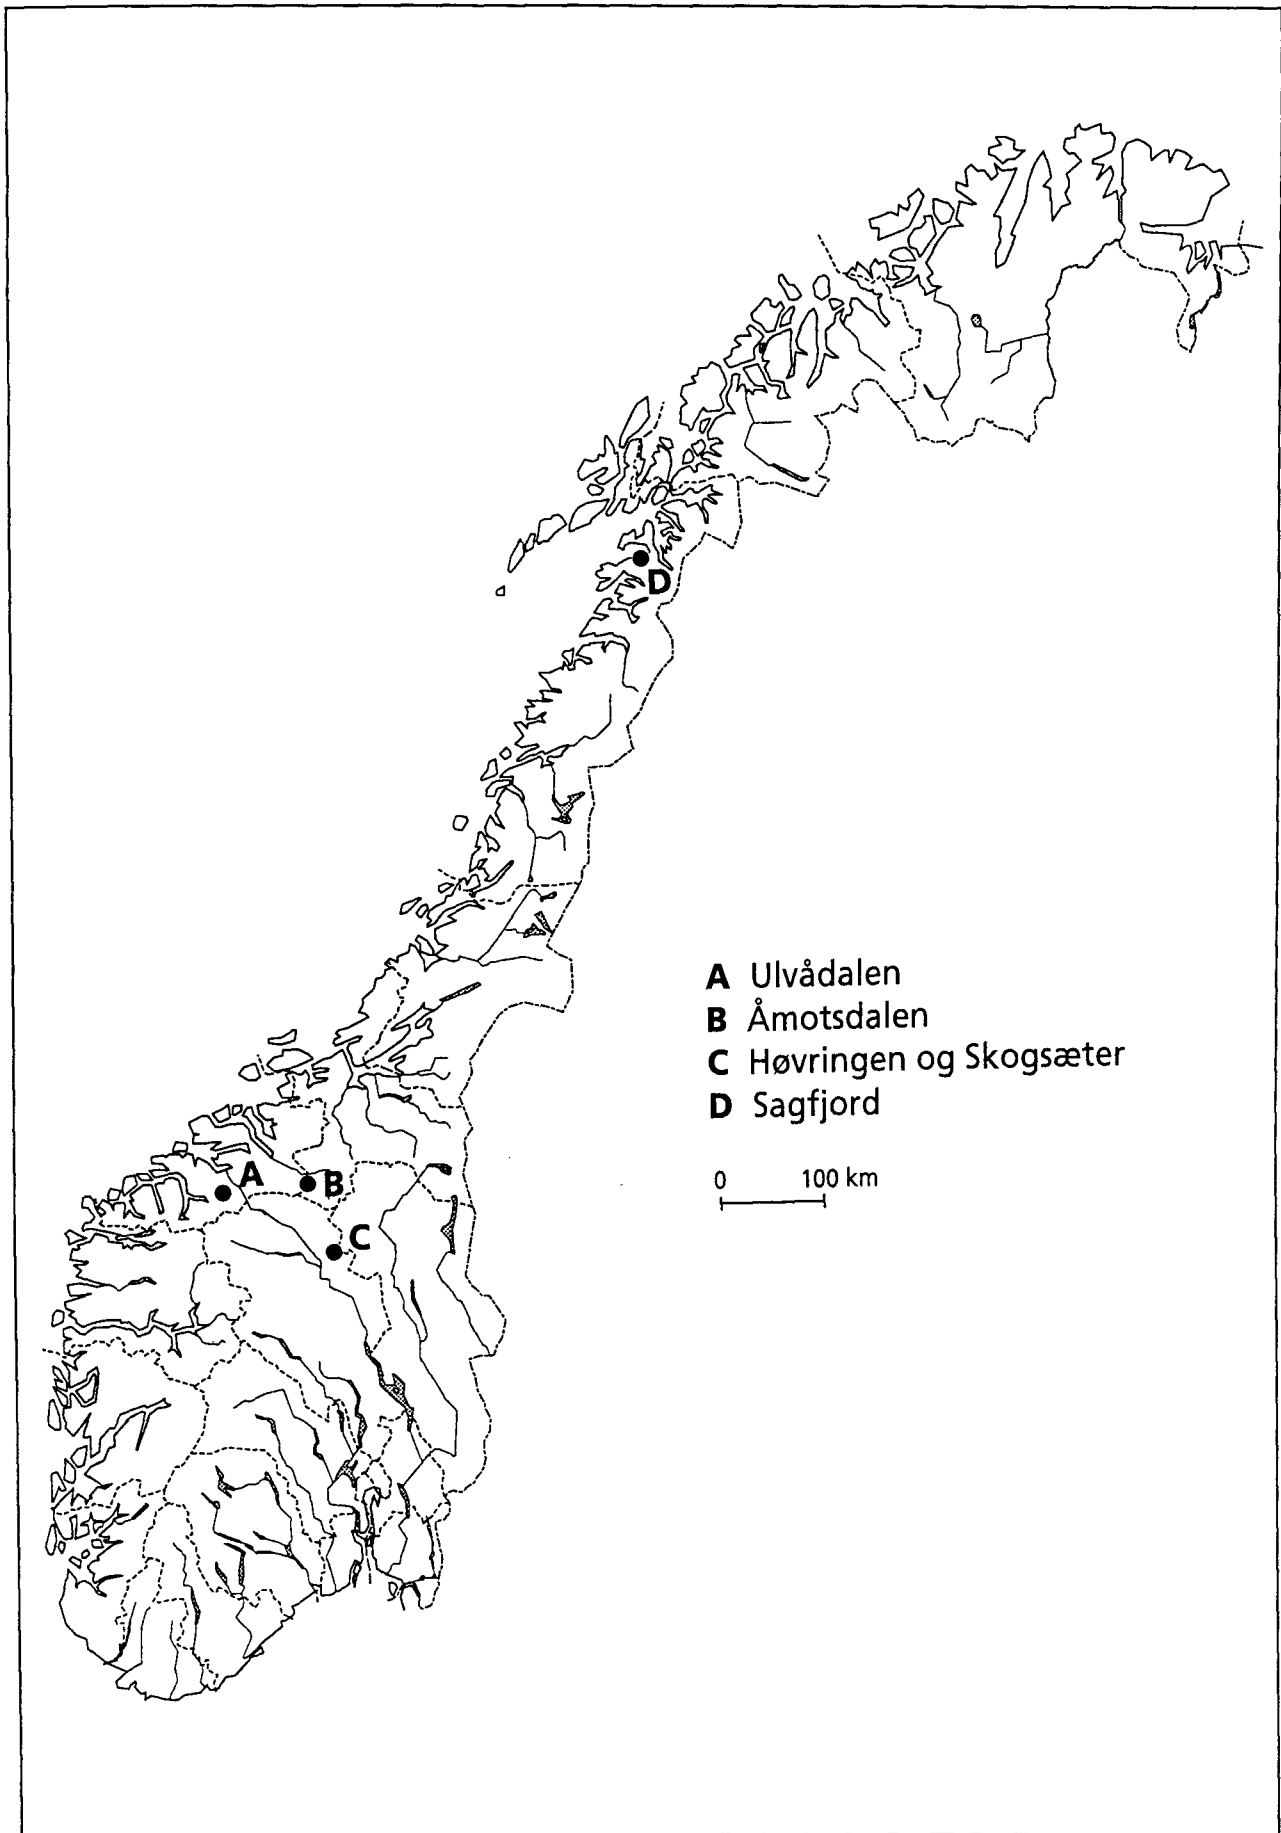 D
A Ulvådalen
B Åmotsdalen
C Høvringen og Skogsæter
D Sagfjord
0 100 km
A
B
C